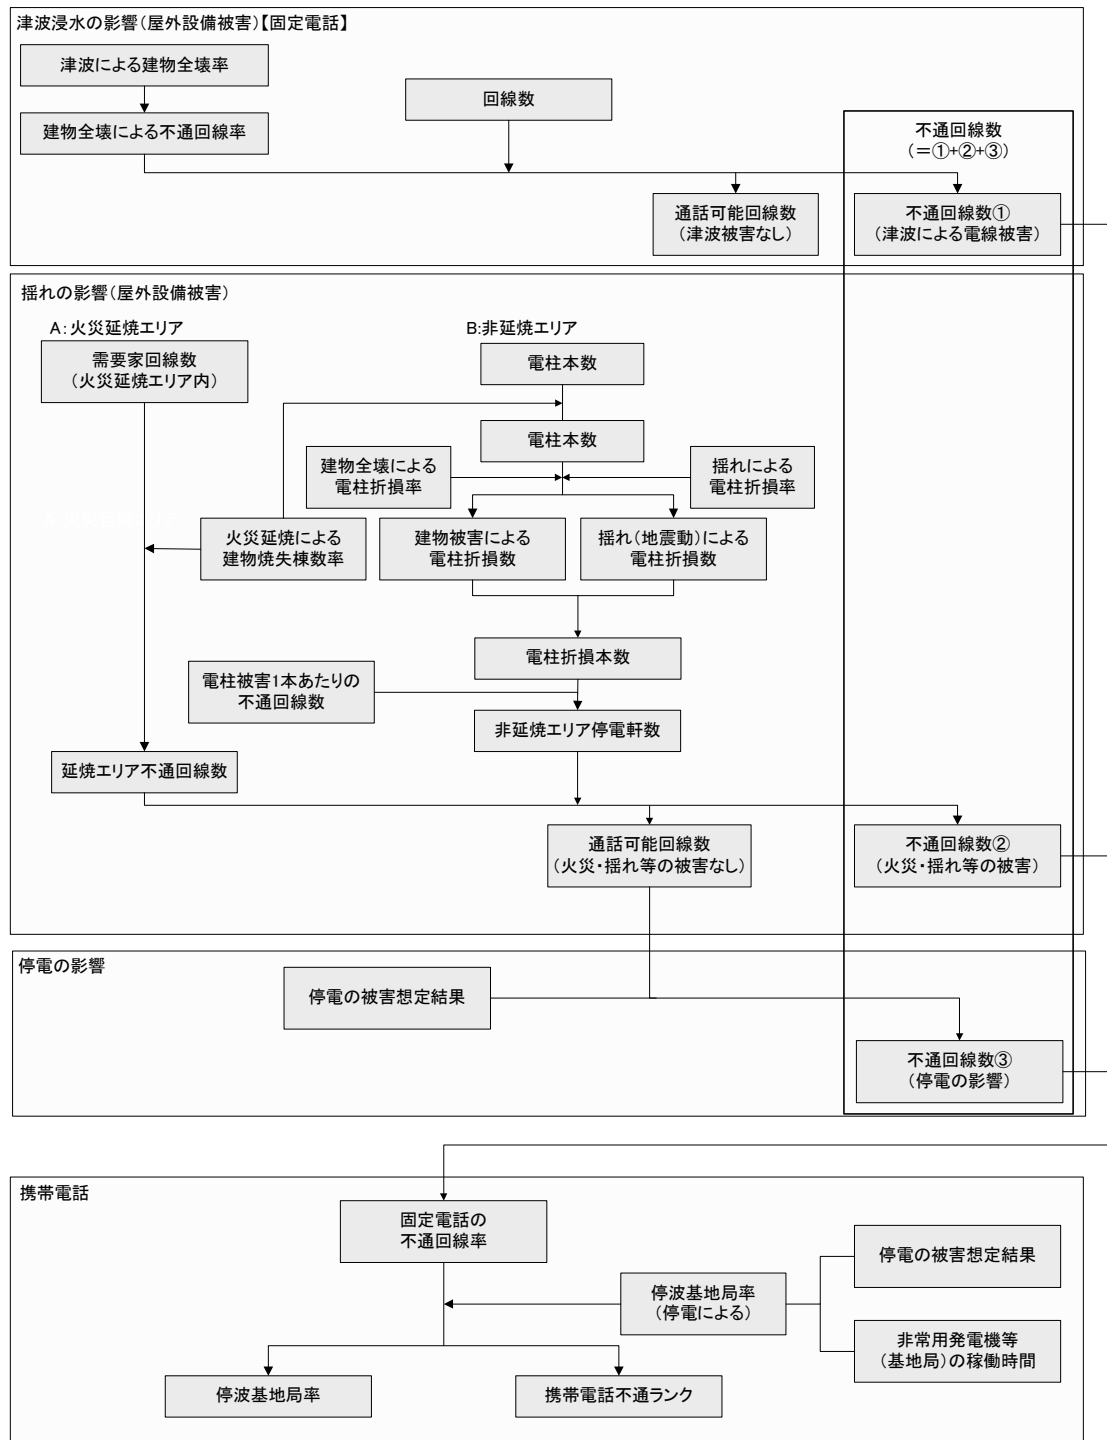 津波浸水の影響(屋外設備被害)【固定電話】
津波による建物全壊率
回線数
建物全壊による不通回線率
不通回線数
(=①+②+③)
通話可能回線数
(津波被害なし)
不通回線数①
(津波による電線被害)
揺れの影響(屋外設備被害)
A:火災延焼エリア
B:非延焼エリア
需要家回線数
(火災延焼エリア内)
電柱本数
電柱本数
建物全壊による
電柱折損率
揺れによる
電柱折損率
火災延焼による
建物焼失棟数率
建物被害による
電柱折損数
揺れ(地震動)による
電柱折損数
電柱折損本数
電柱被害1本あたりの
不通回線数
非延焼エリア停電軒数
延焼エリア不通回線数
通話可能回線数
(火災・揺れ等の被害なし)
不通回線数②
(火災・揺れ等の被害)
停電の影響
停電の被害想定結果
不通回線数③
(停電の影響)
携帯電話
固定電話の
不通回線率
停電の被害想定結果
停波基地局率
(停電による)
非常用発電機等
(基地局)の稼働時間
停波基地局率
携帯電話不通ランク